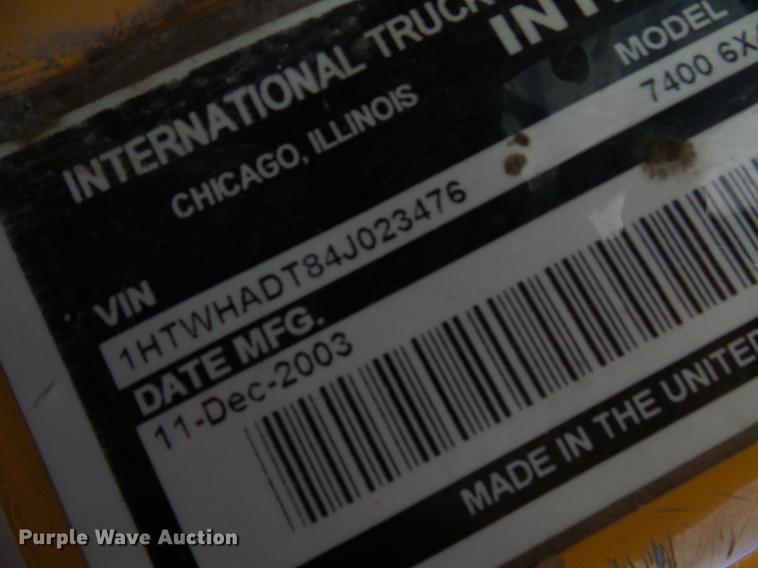 INTERNATIONAL TRUCK
CHICAGO, ILLINOIS
MODEL
7400 6X4
VIN
1HTWHADT84J023476
DATE MFG.
11-Dec-2003
MADE IN THE UNITED
Purple Wave Auction